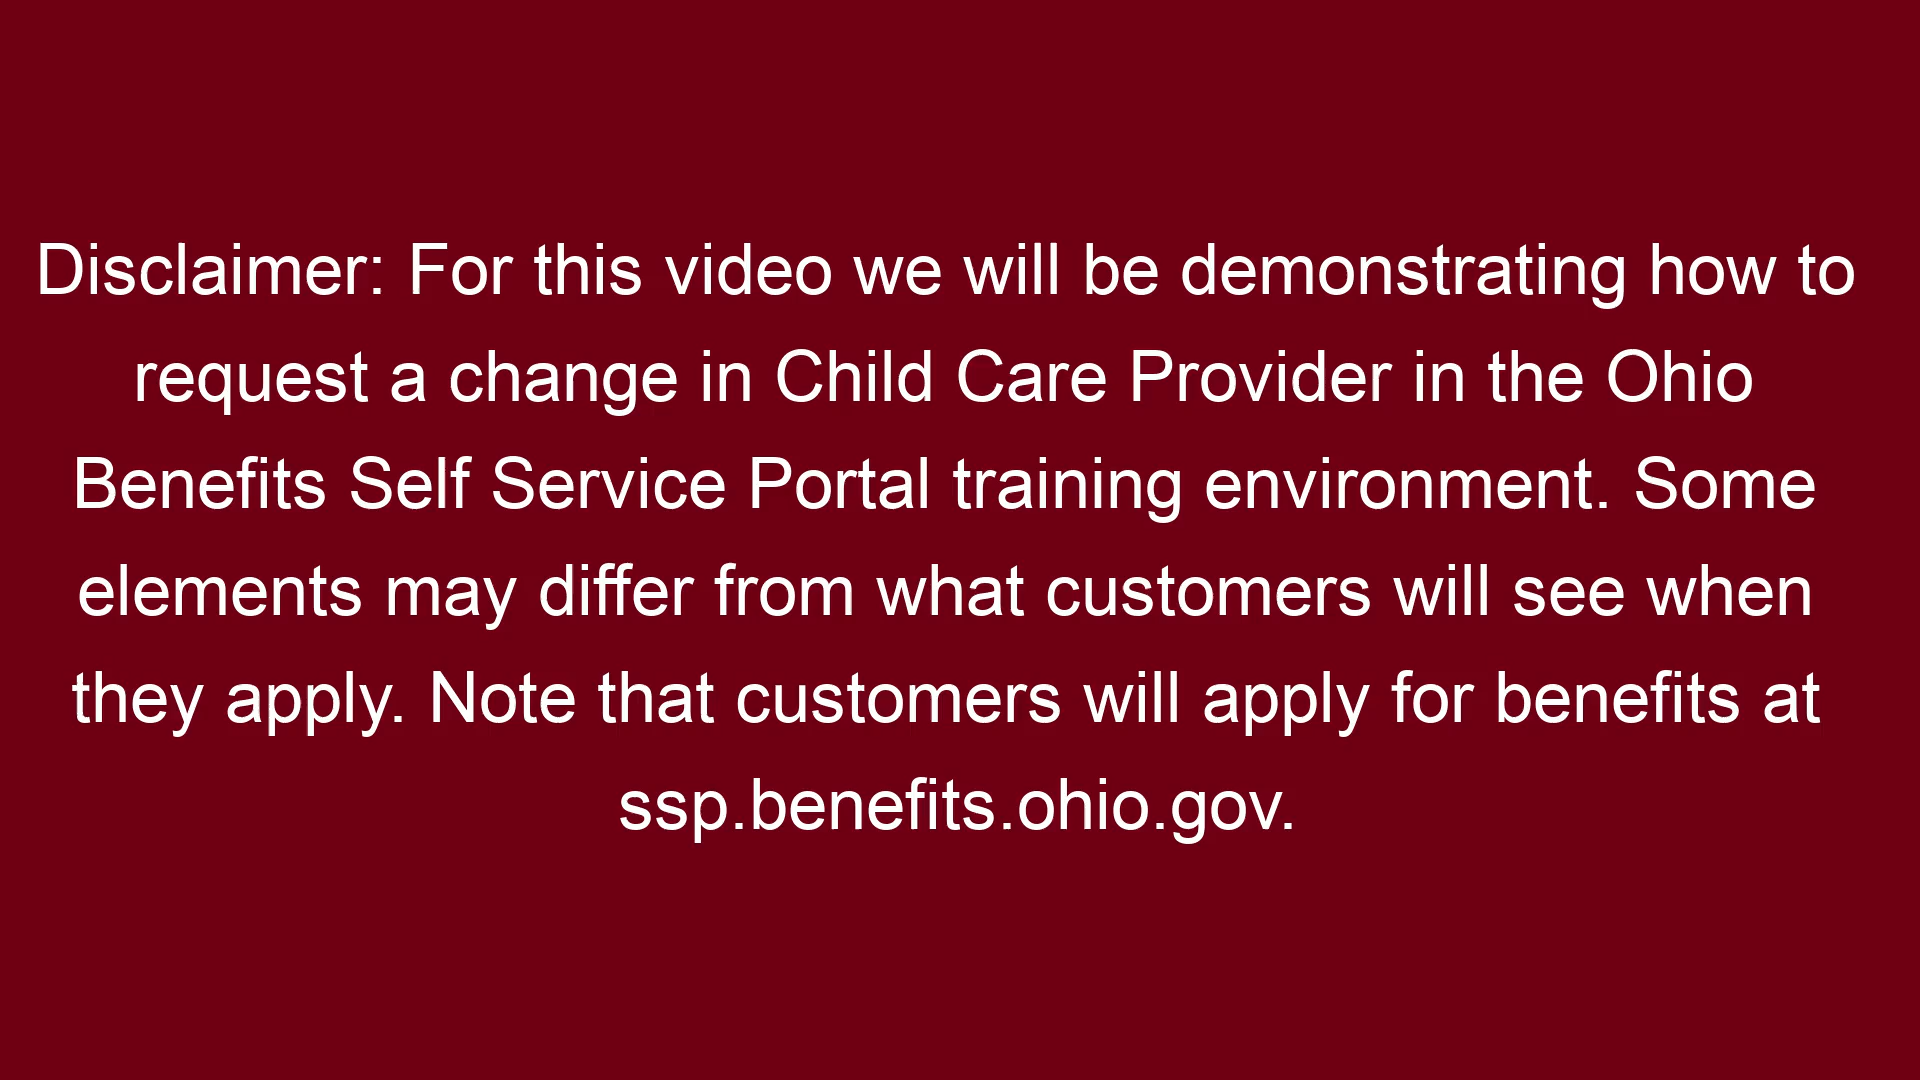 Disclaimer: For this video we will be demonstrating how to
request a change in Child Care Provider in the Ohio
Benefits Self Service Portal training environment. Some
elements may differ from what customers will see when
they apply. Note that customers will apply for benefits at
ssp.benefits.ohio.gov.